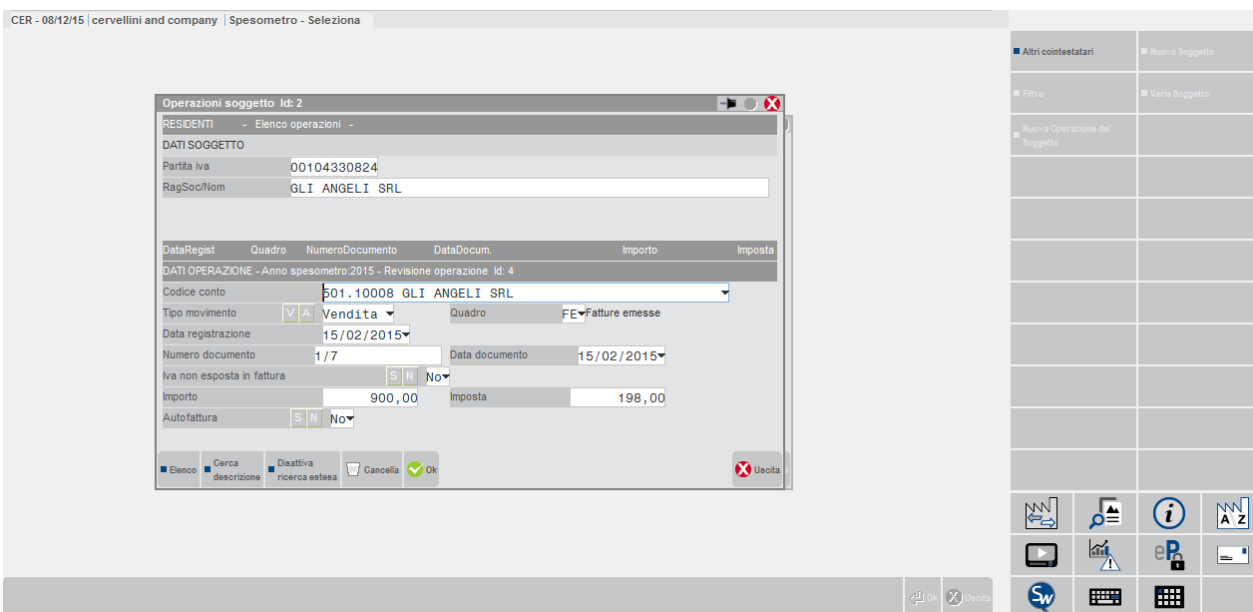 CER - 08/12/15 | cervellini and company | Spesometro - Seleziona
Altri cointestatari
Nuovo Soggetto
Filtro
Varia Soggetto
Nuova Operazione del
Soggetto
Operazioni soggetto Id: 2
RESIDENTI - Elenco operazioni -
DATI SOGGETTO
Partita iva 00104330824
RagSoc/Nom GLI ANGELI SRL
DataRegist Quadro NumeroDocumento DataDocum. Importo Imposta
DATI OPERAZIONE - Anno spesometro:2015 - Revisione operazione Id: 4
Codice conto 501.10008 GLI ANGELI SRL
Tipo movimento V A Vendita Quadro FE Fatture emesse
Data registrazione 15/02/2015
Numero documento 1/7 Data documento 15/02/2015
Iva non esposta in fattura S N No
Importo 900,00 Imposta 198,00
Autofattura S N No
Elenco
Cerca
descrizione
Disattiva
ricerca estesa
Cancella
Ok
Uscita
i
A Z
eP
SW
Ok Uscita